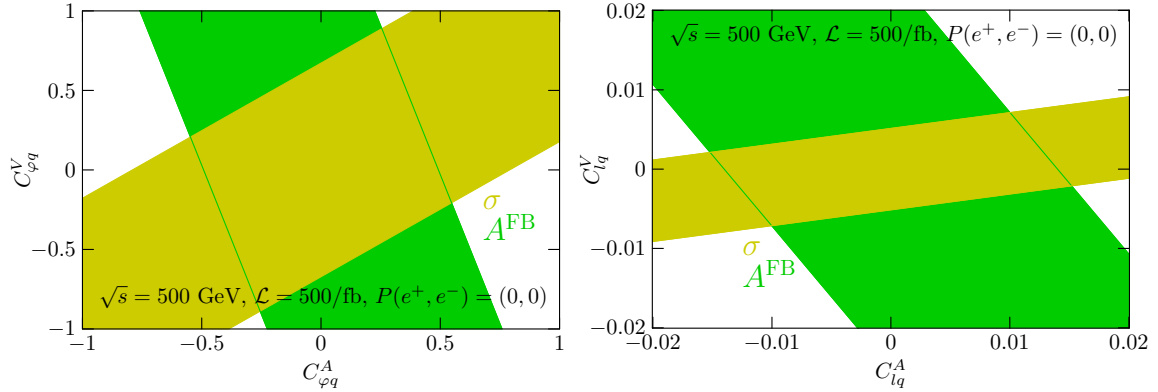 1
0.5
0
−0.5
−1
−1
−0.5
0
0.5
1
C^V_{φq}
C^A_{φq}
σ
A^{FB}
√s = 500 GeV, ℒ = 500/fb, P(e⁺, e⁻) = (0, 0)
0.02
0.01
0
−0.01
−0.02
−0.02
−0.01
0
0.01
0.02
C^V_{lq}
C^A_{lq}
√s = 500 GeV, ℒ = 500/fb, P(e⁺, e⁻) = (0, 0)
σ
A^{FB}